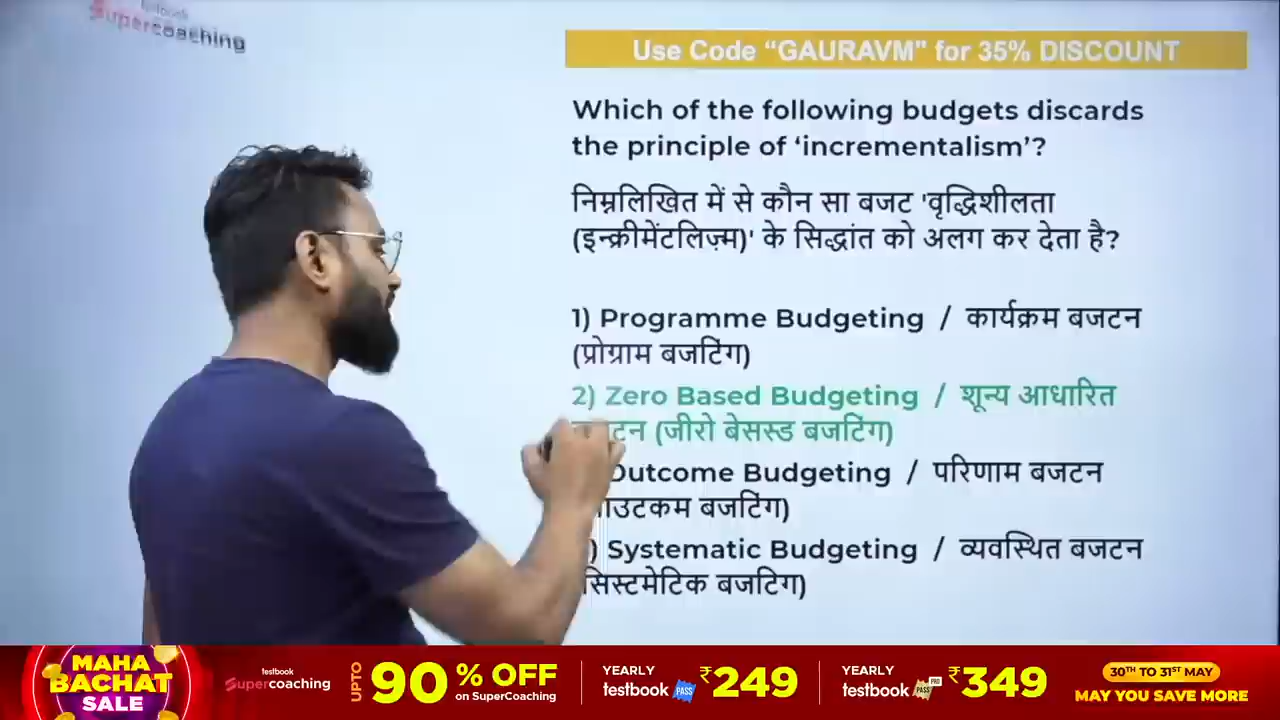 testbook
Supercoaching
Use Code “GAURAVM" for 35% DISCOUNT
Which of the following budgets discards
the principle of ‘incrementalism’?
निम्नलिखित में से कौन सा बजट 'वृद्धिशीलता
(इन्क्रीमेंटलिज़्म)' के सिद्धांत को अलग कर देता है?
1) Programme Budgeting / कार्यक्रम बजटन
(प्रोग्राम बजटिंग)
2) Zero Based Budgeting / शून्य आधारित
(जीरो बेसस्ड बजटिंग)
Outcome Budgeting / परिणाम बजटन
बजटिंग)
) Systematic Budgeting / व्यवस्थित बजटन
सिस्टमेटिक बजटिग)
MAHA
BACHAT
SALE
testbook
Supercoaching
UPTO
90% OFF
on SuperCoaching
YEARLY
testbook PASS
₹249
YEARLY
testbook PASS PRO
₹349
30TH TO 31ST MAY
MAY YOU SAVE MORE